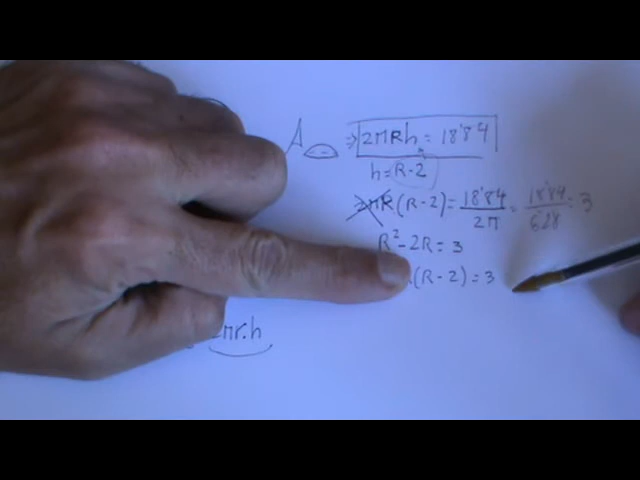 A ⇒ 2πRh = 18'84
h = R-2
2πR(R-2) = 18'84/2π = 18'84/6'28 = 3
R² - 2R = 3
(R-2) = 3
πr.h